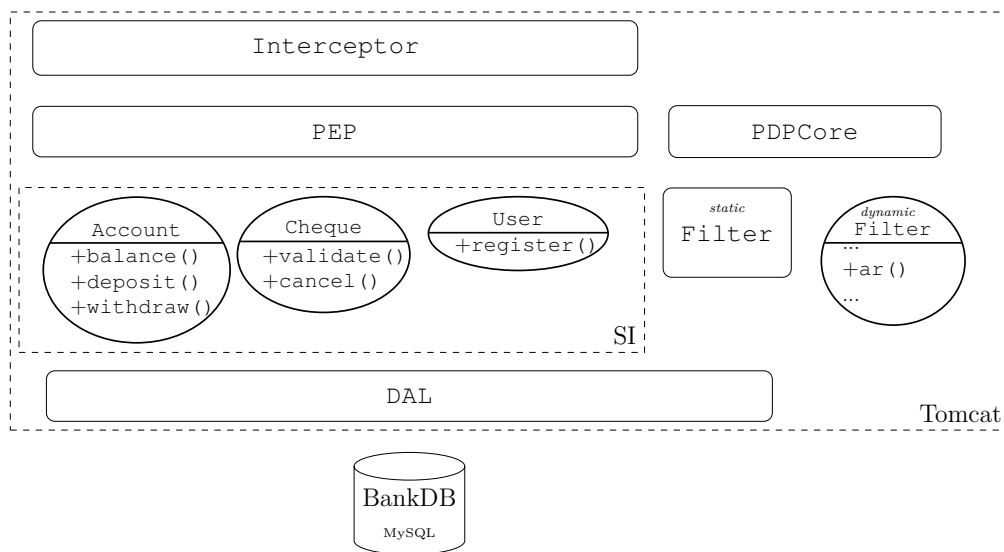 Interceptor
PEP
PDPCore
Account
+balance()
+deposit()
+withdraw()
Cheque
+validate()
+cancel()
User
+register()
SI
static
Filter
dynamic
Filter
...
+ar()
...
DAL
Tomcat
BankDB
MySQL